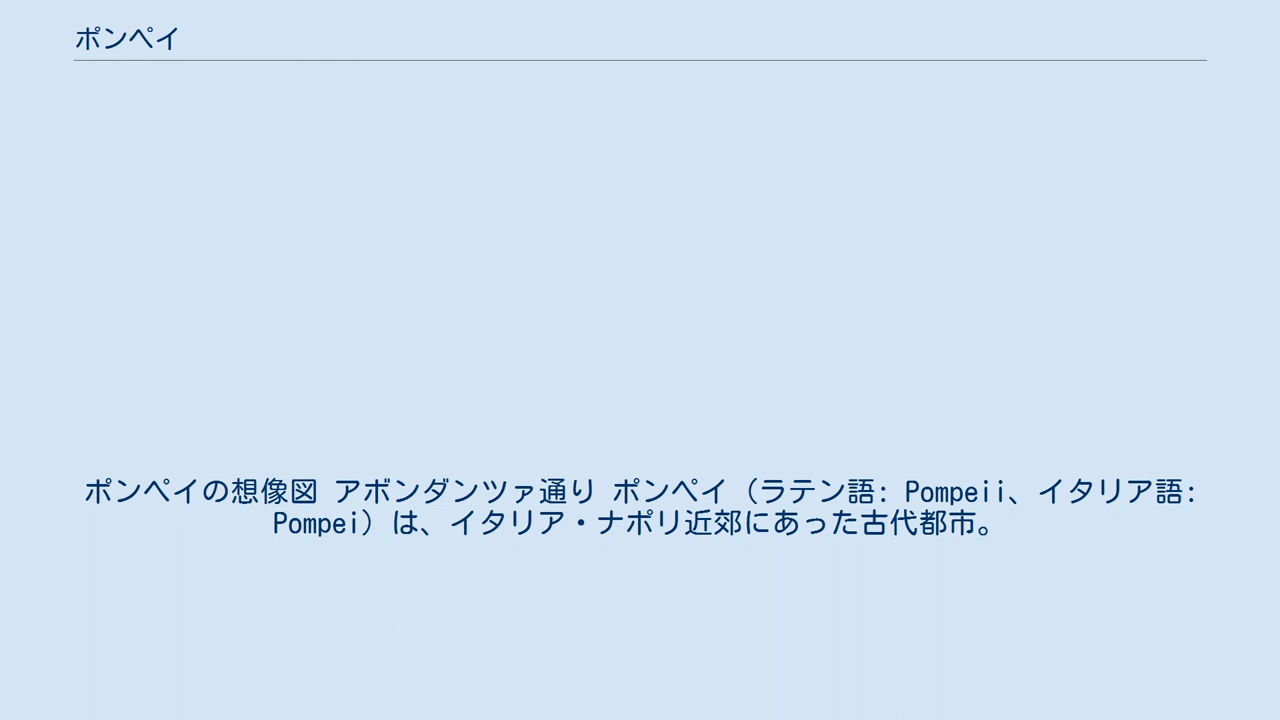 ポンペイ
ポンペイの想像図 アボンダンツァ通り ポンペイ（ラテン語: Pompeii、イタリア語:
Pompei）は、イタリア・ナポリ近郊にあった古代都市。